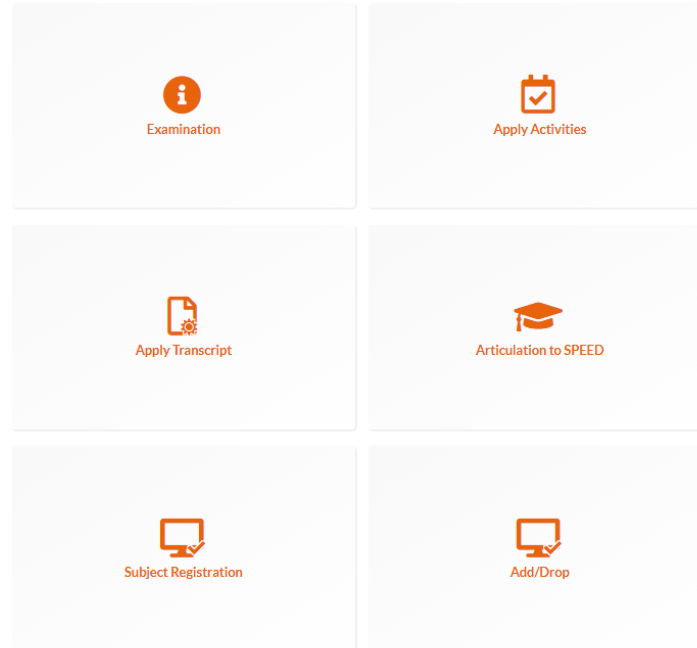 Examination
Apply Activities
Apply Transcript
Articulation to SPEED
Subject Registration
Add/Drop